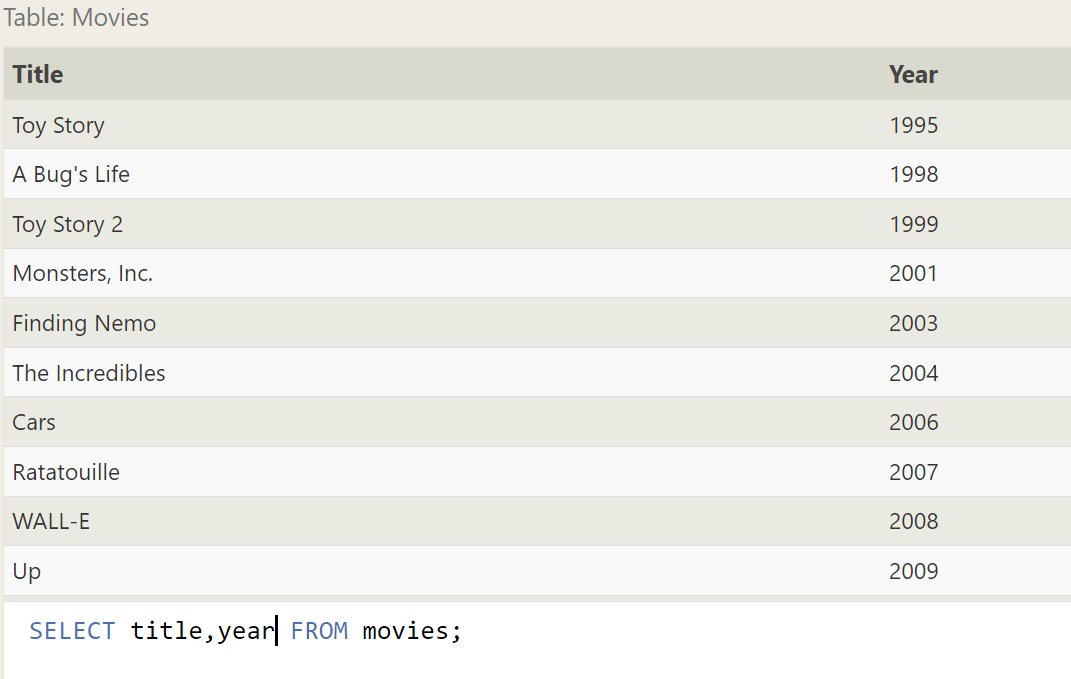 Table: Movies
Title Year
Toy Story 1995
A Bug's Life 1998
Toy Story 2 1999
Monsters, Inc. 2001
Finding Nemo 2003
The Incredibles 2004
Cars 2006
Ratatouille 2007
WALL-E 2008
Up 2009
SELECT title,year FROM movies;